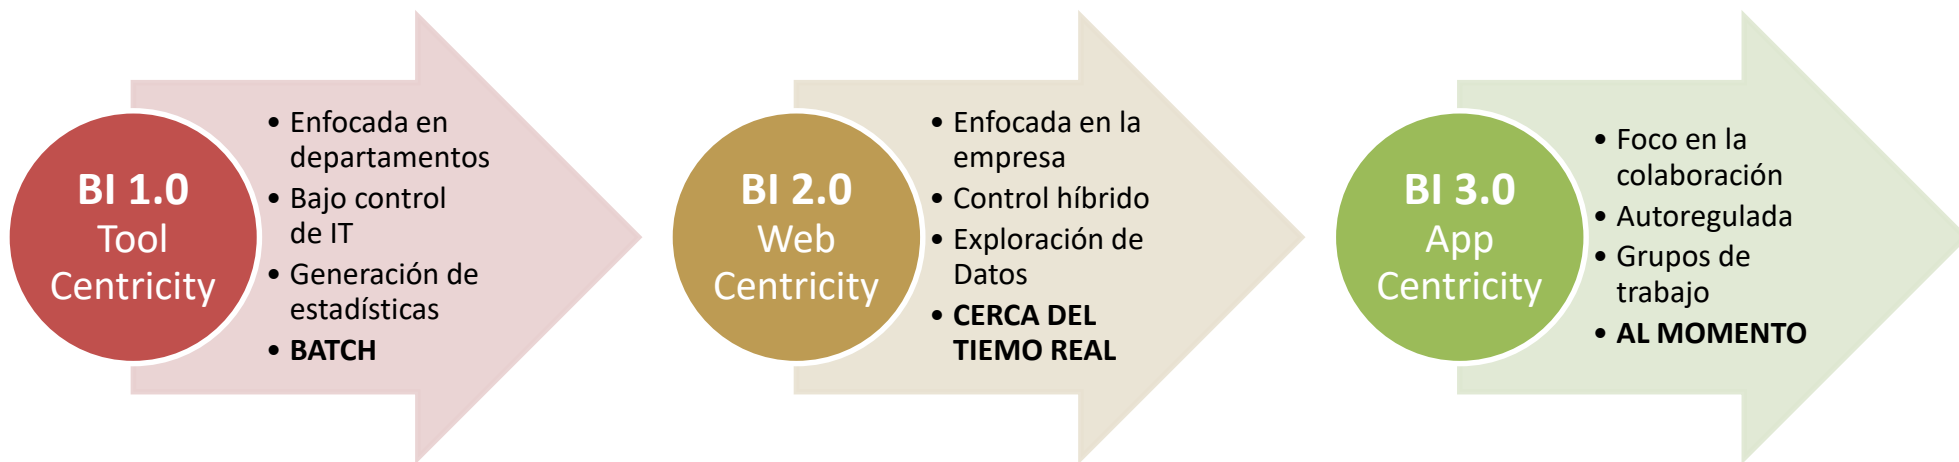 BI 1.0
Tool
Centricity
• Enfocada en
departamentos
• Bajo control
de IT
• Generación de
estadísticas
• BATCH
BI 2.0
Web
Centricity
• Enfocada en la
empresa
• Control híbrido
• Exploración de
Datos
• CERCA DEL
TIEMO REAL
BI 3.0
App
Centricity
• Foco en la
colaboración
• Autoregulada
• Grupos de
trabajo
• AL MOMENTO